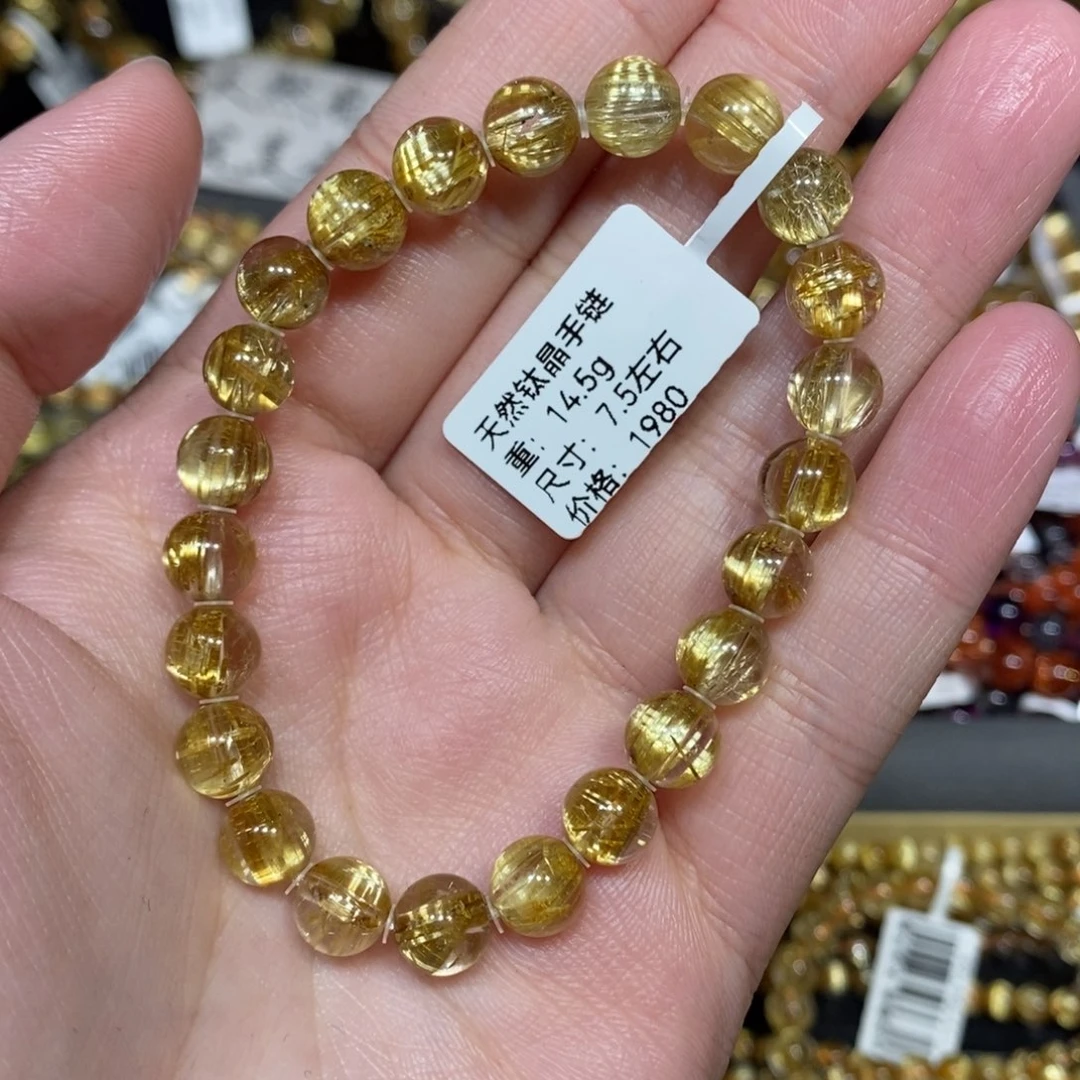 天然钛晶手链
重: 14.5g
尺寸: 7.5左右
价格: 1980